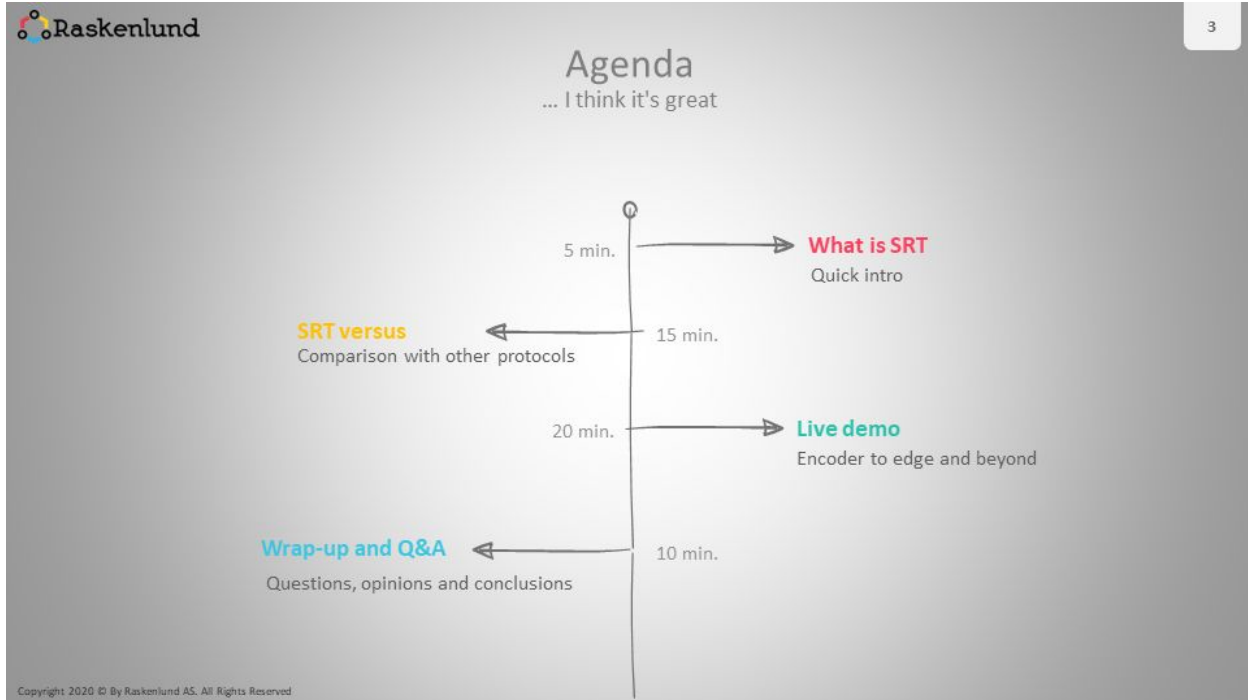 Raskenlund
3
Agenda
... I think it's great
5 min.
What is SRT
Quick intro
SRT versus
Comparison with other protocols
15 min.
20 min.
Live demo
Encoder to edge and beyond
Wrap-up and Q&A
Questions, opinions and conclusions
10 min.
Copyright 2020 © By Raskenlund AS. All Rights Reserved